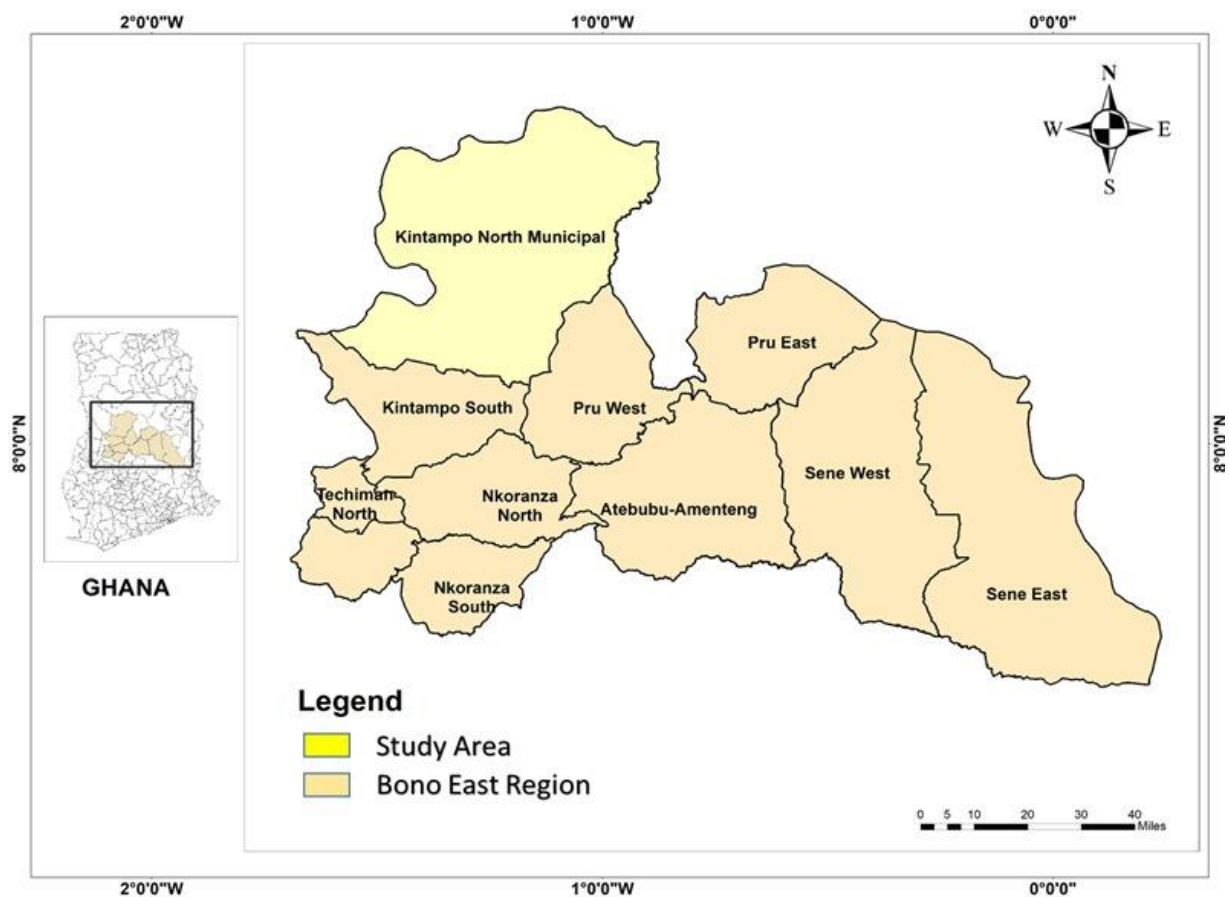 2°0'0"W 1°0'0"W 0°0'0"
N
W E
S
Kintampo North Municipal
Pru East
Kintampo South
Pru West
8°0'0"N
8°0'0"N
Sene West
Techiman
North
Nkoranza
North
Atebubu-Amenteng
GHANA
Nkoranza
South
Sene East
Legend
Study Area
Bono East Region
0 5 10 20 30 40
Miles
2°0'0"W 1°0'0"W 0°0'0"